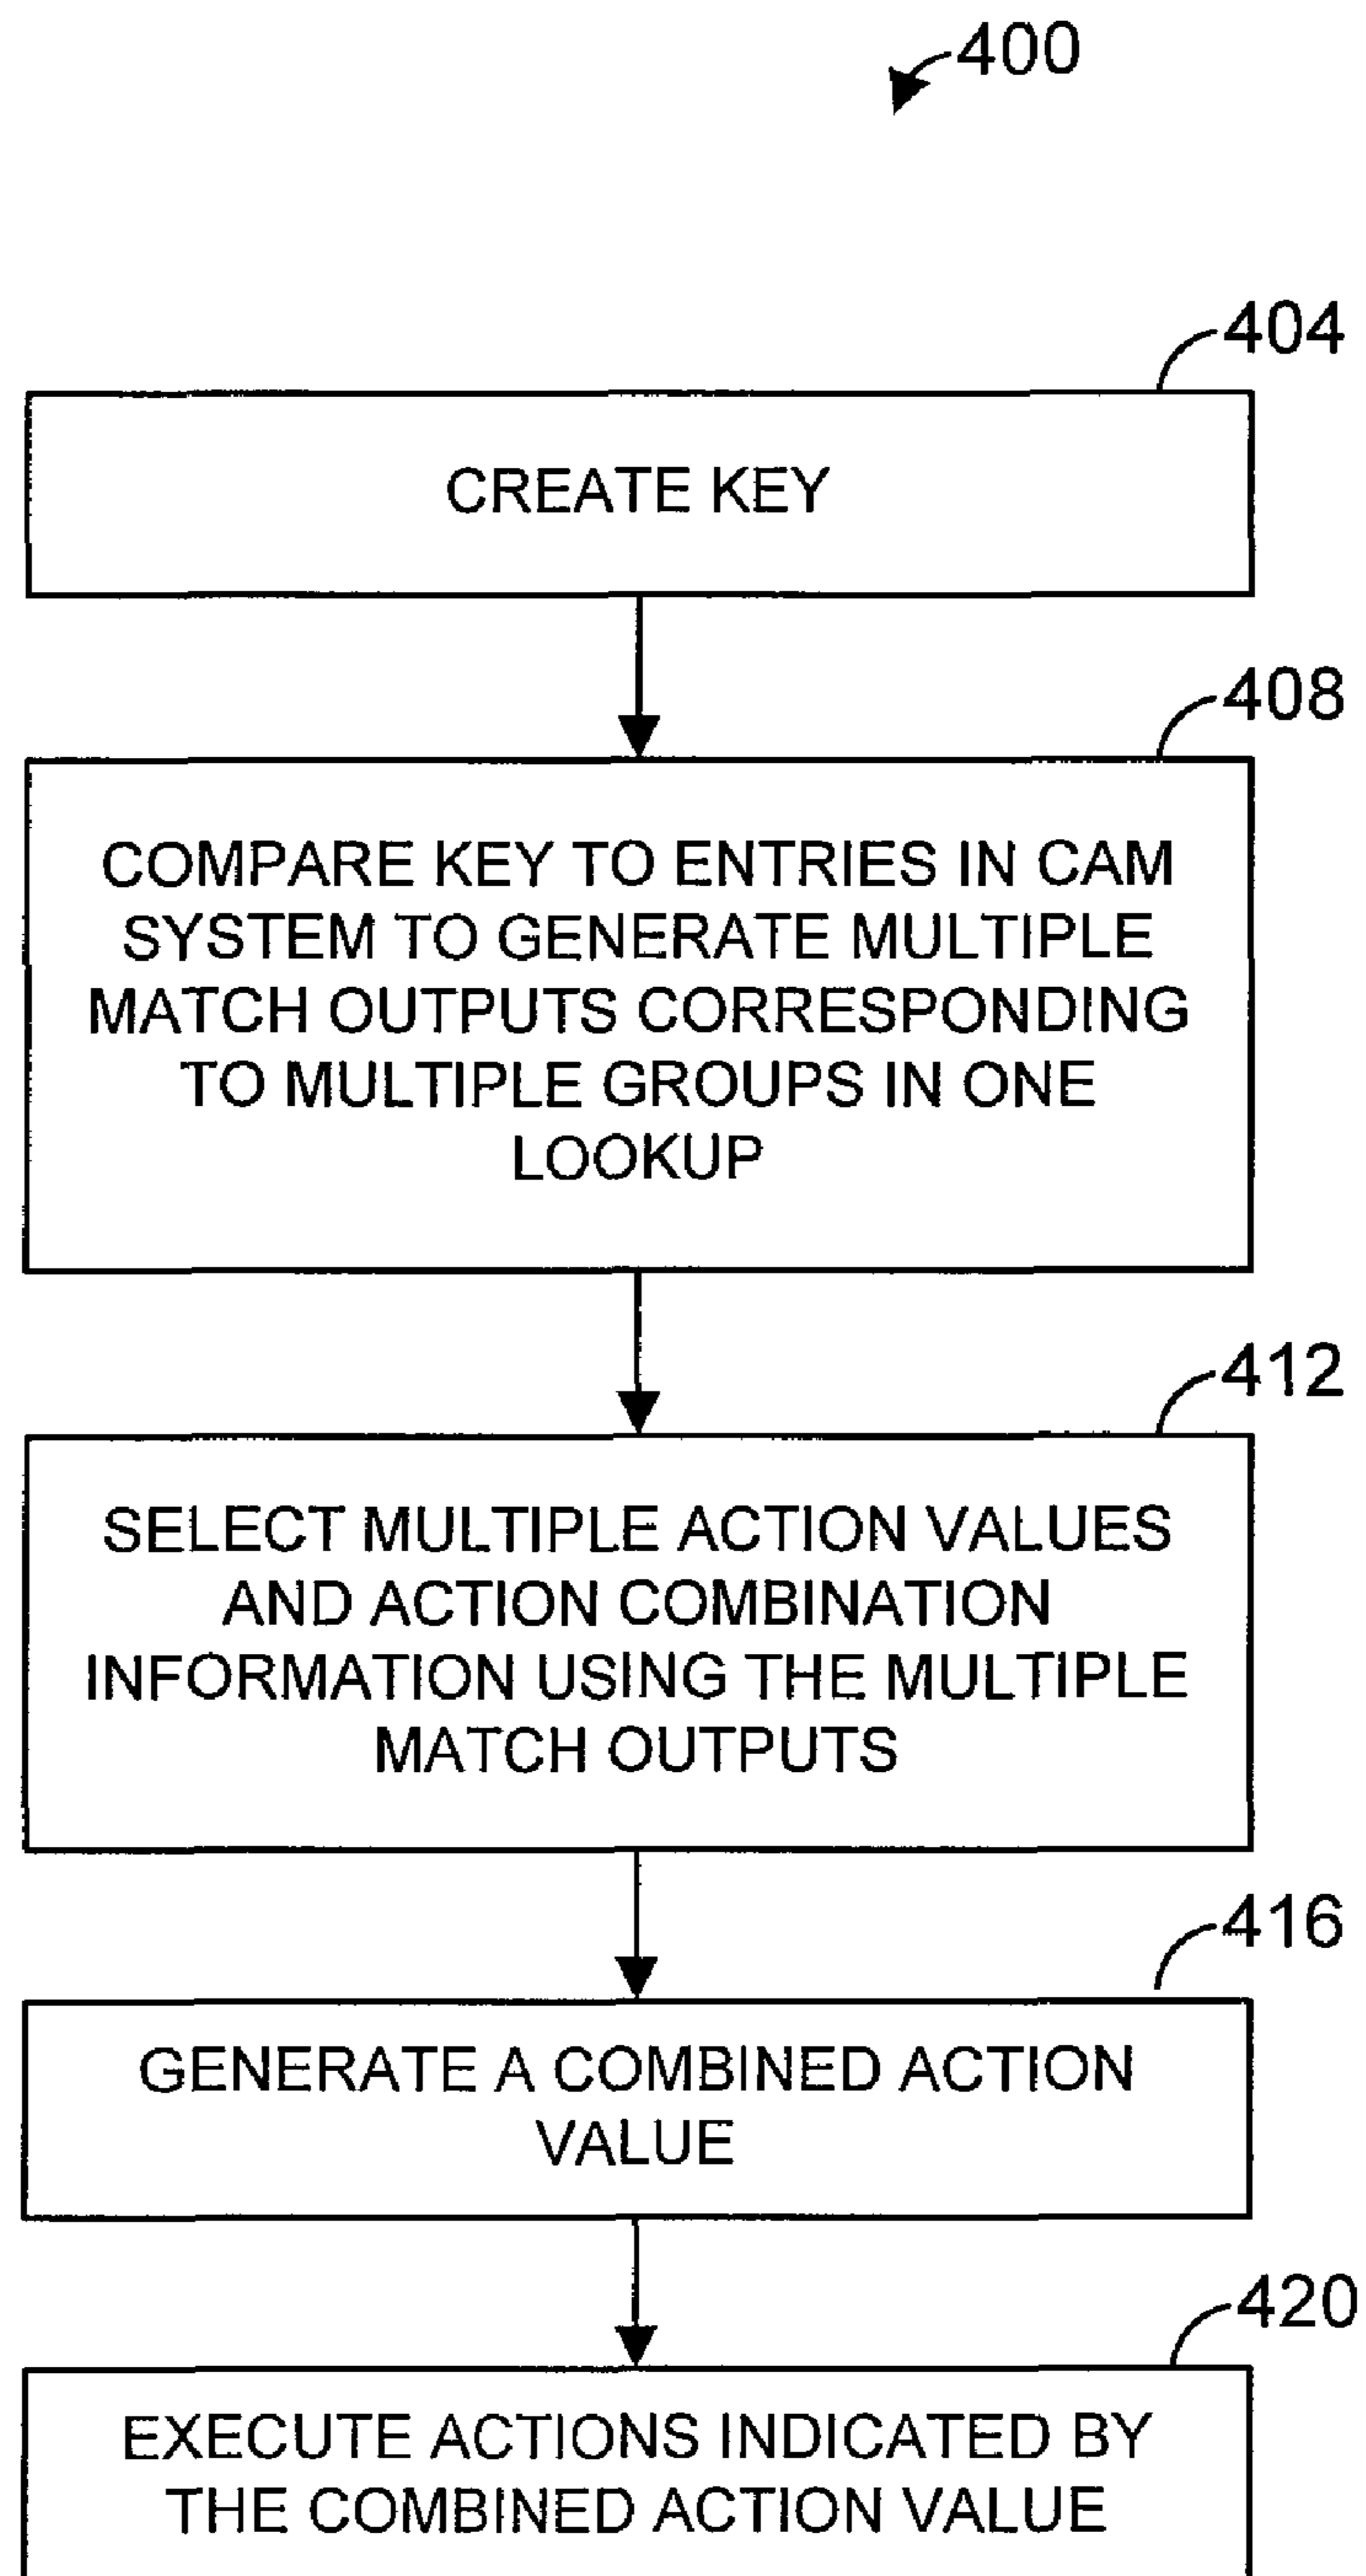 400
404
CREATE KEY
408
COMPARE KEY TO ENTRIES IN CAM
SYSTEM TO GENERATE MULTIPLE
MATCH OUTPUTS CORRESPONDING
TO MULTIPLE GROUPS IN ONE
LOOKUP
412
SELECT MULTIPLE ACTION VALUES
AND ACTION COMBINATION
INFORMATION USING THE MULTIPLE
MATCH OUTPUTS
416
GENERATE A COMBINED ACTION
VALUE
420
EXECUTE ACTIONS INDICATED BY
THE COMBINED ACTION VALUE